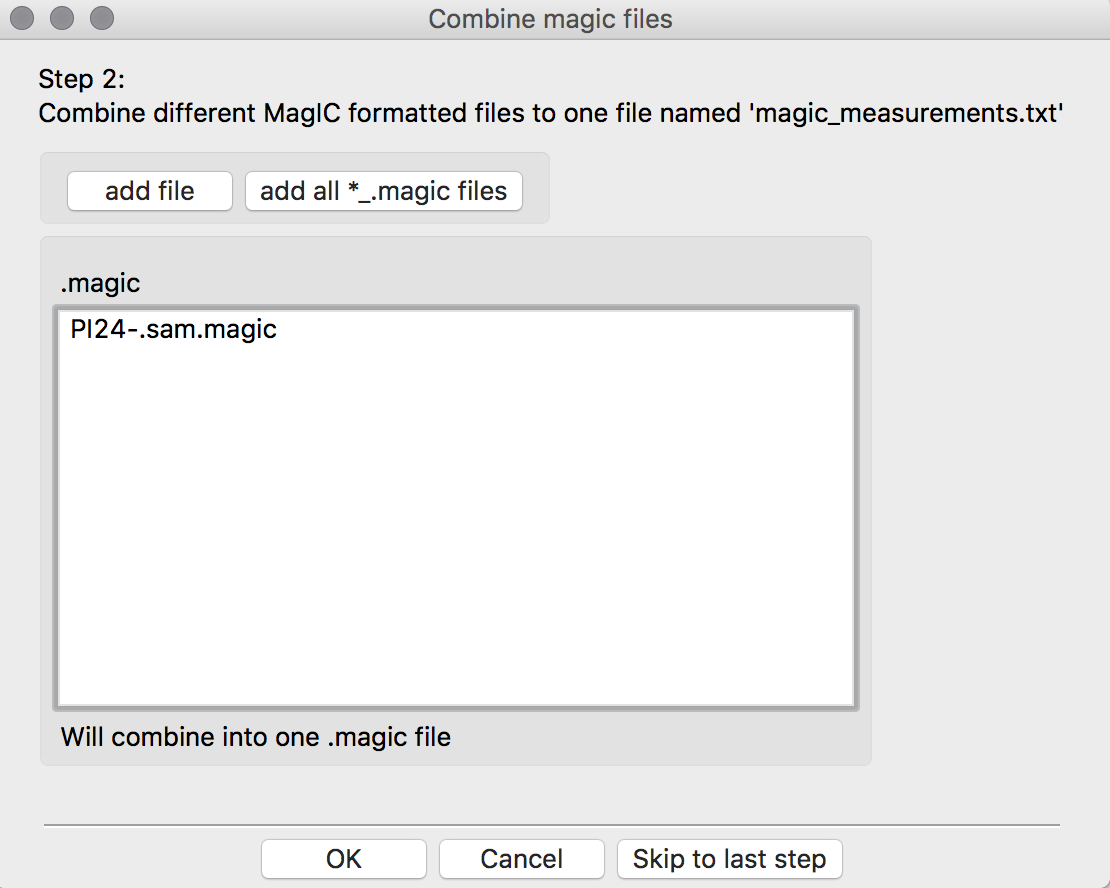 Combine magic files
Step 2:
Combine different MagIC formatted files to one file named 'magic_measurements.txt'
add file
add all *_.magic files
.magic
PI24-.sam.magic
Will combine into one .magic file
OK
Cancel
Skip to last step